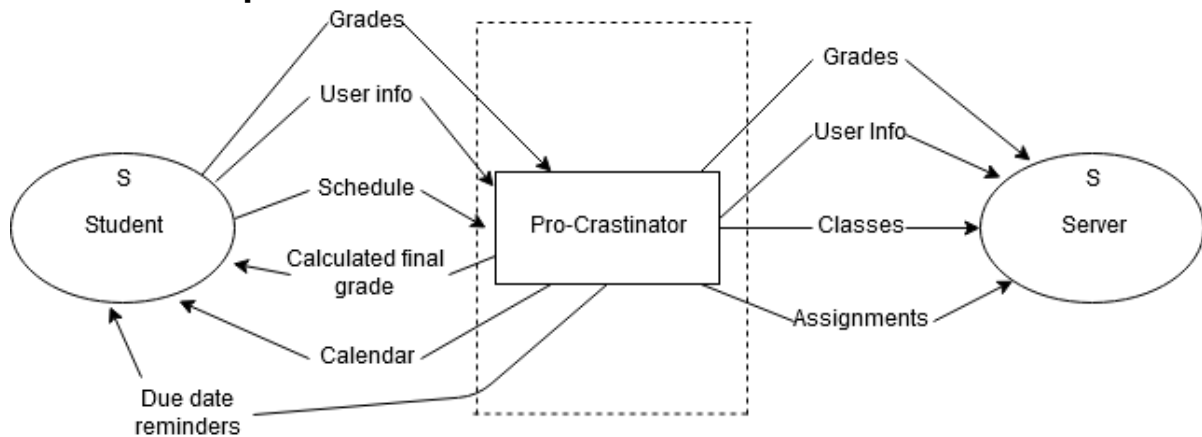 Grades
User info
S
Student
Schedule
Calculated final
grade
Calendar
Due date
reminders
Pro-Crastinator
Grades
User Info
Classes
Assignments
S
Server